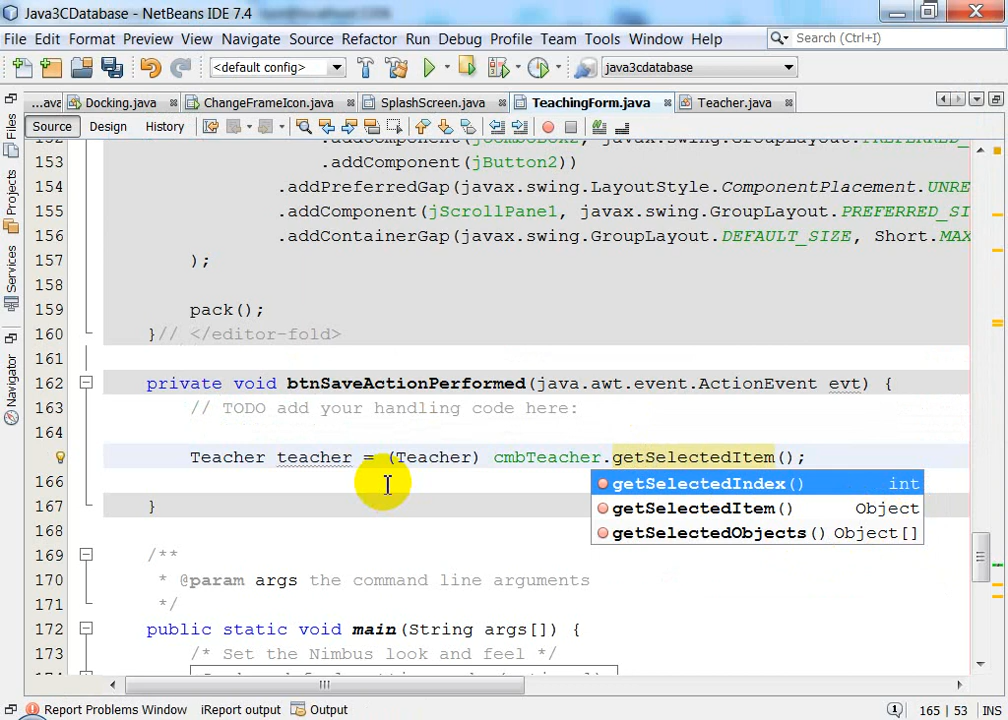 Java3CDatabase - NetBeans IDE 7.4
File Edit Format Preview View Navigate Source Refactor Run Debug Profile Team Tools Window Help Search (Ctrl+I)
<default config> java3cdatabase
...ava Docking.java ChangeFrameIcon.java SplashScreen.java TeachingForm.java Teacher.java
Source Design History
Files
Projects
Services
Navigator
153 .addComponent(jButton2))
154 .addPreferredGap(javax.swing.LayoutStyle.ComponentPlacement.UNRE
155 .addComponent(jScrollPane1, javax.swing.GroupLayout.PREFERRED_SI
156 .addContainerGap(javax.swing.GroupLayout.DEFAULT_SIZE, Short.MAX
157 );
158
159 pack();
160 }// </editor-fold>
161
162 private void btnSaveActionPerformed(java.awt.event.ActionEvent evt) {
163 // TODO add your handling code here:
164
Teacher teacher = (Teacher) cmbTeacher.getSelectedItem();
166 getSelectedIndex() int
getSelectedItem() Object
167 }
getSelectedObjects() Object[]
168
169 /**
170 * @param args the command line arguments
171 */
172 public static void main(String args[]) {
173 /* Set the Nimbus look and feel */
Report Problems Window iReport output Output 165 | 53 INS